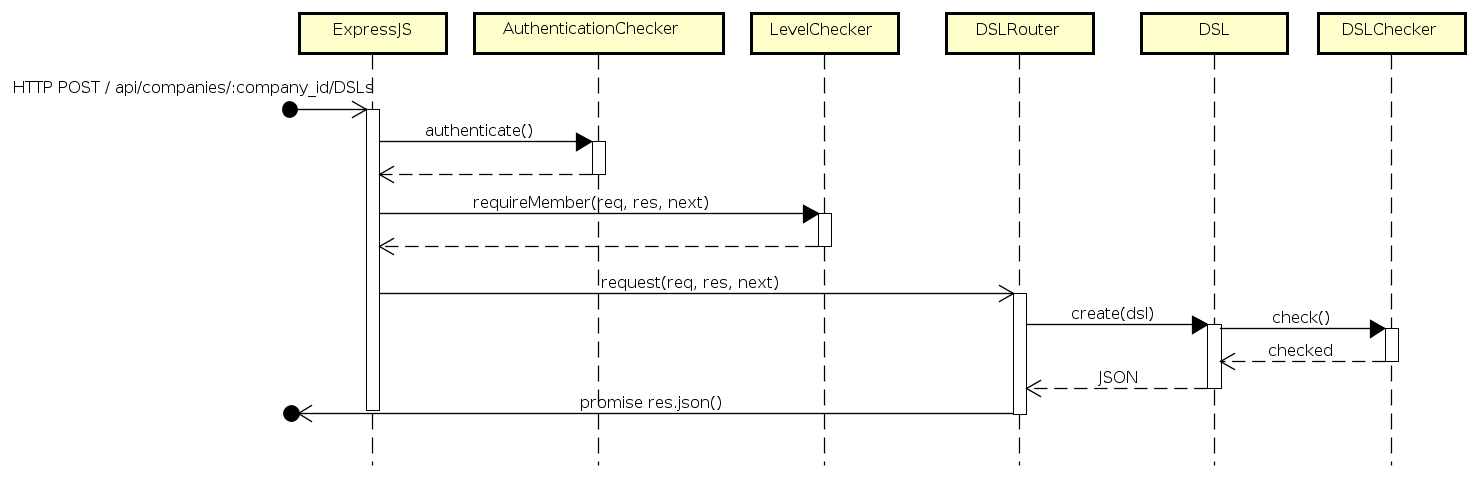 ExpressJS
AuthenticationChecker
LevelChecker
DSLRouter
DSL
DSLChecker
HTTP POST / api/companies/:company_id/DSLs
authenticate()
requireMember(req, res, next)
request(req, res, next)
create(dsl)
check()
checked
JSON
promise res.json()